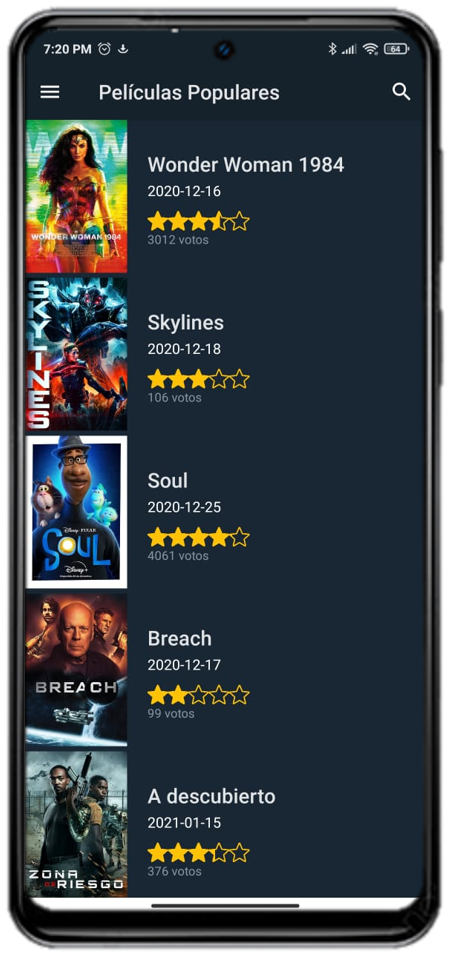 7:20 PM
64
Películas Populares
WONDER WOMAN 1984
Wonder Woman 1984
2020-12-16
3012 votos
SKYLINES
Skylines
2020-12-18
106 votos
Disney · PIXAR
SOUL
Disney+
Soul
2020-12-25
4061 votos
BREACH
Breach
2020-12-17
99 votos
ZONA
DE RIESGO
A descubierto
2021-01-15
376 votos